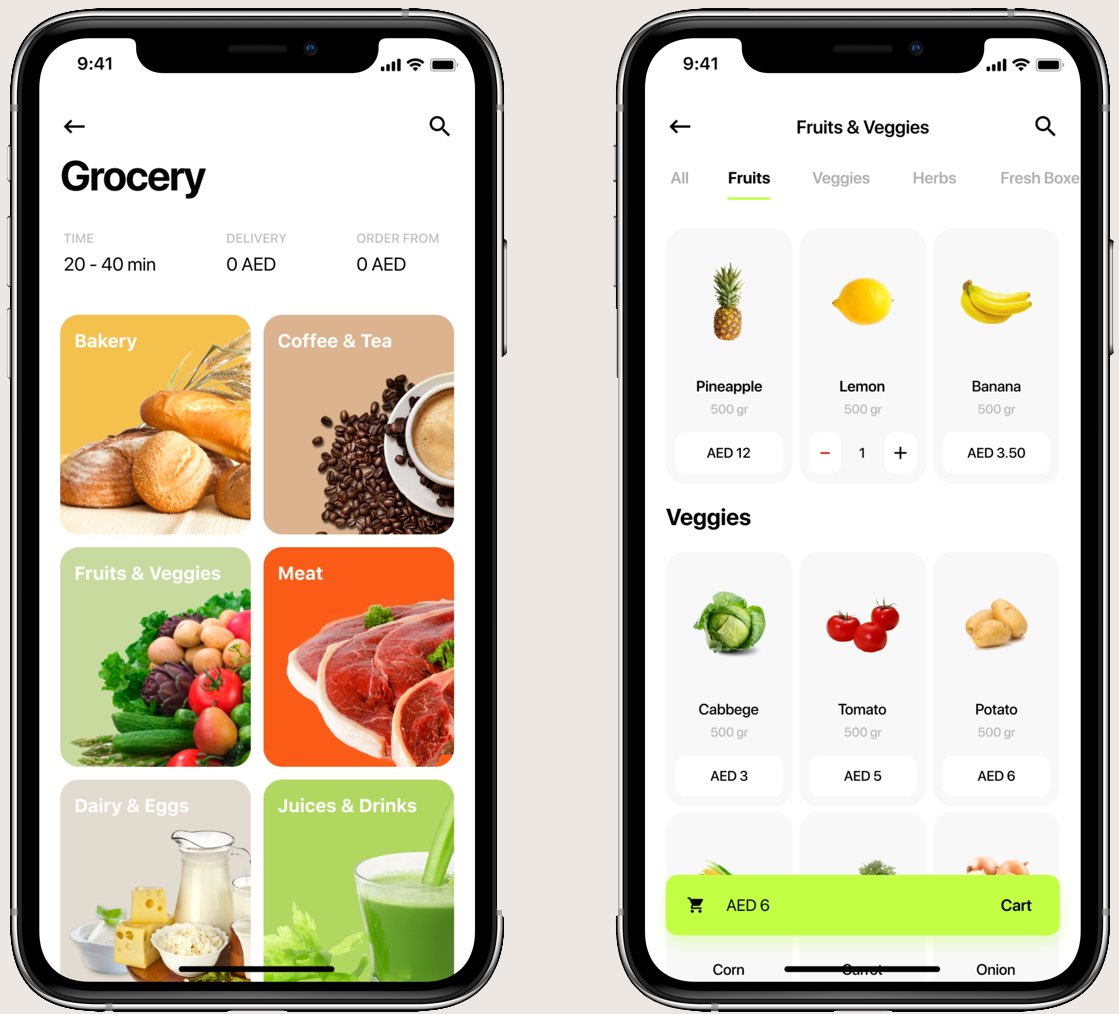 9:41
Grocery
TIME DELIVERY ORDER FROM
20 - 40 min 0 AED 0 AED
Bakery Coffee & Tea
Fruits & Veggies Meat
Dairy & Eggs Juices & Drinks
9:41
Fruits & Veggies
All Fruits Veggies Herbs Fresh Boxe
Pineapple Lemon Banana
500 gr 500 gr 500 gr
AED 12 − 1 + AED 3.50
Veggies
Cabbege Tomato Potato
500 gr 500 gr 500 gr
AED 3 AED 5 AED 6
AED 6 Cart
Corn Carrot Onion